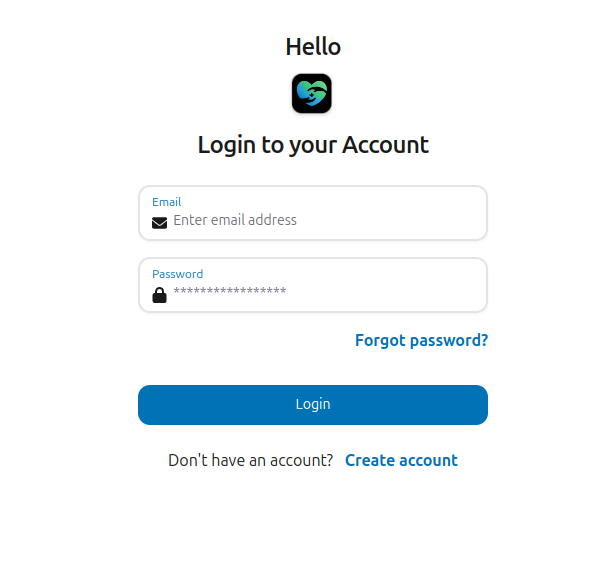 Hello
Login to your Account
Email
Enter email address
Password
*****************
Forgot password?
Login
Don't have an account? Create account